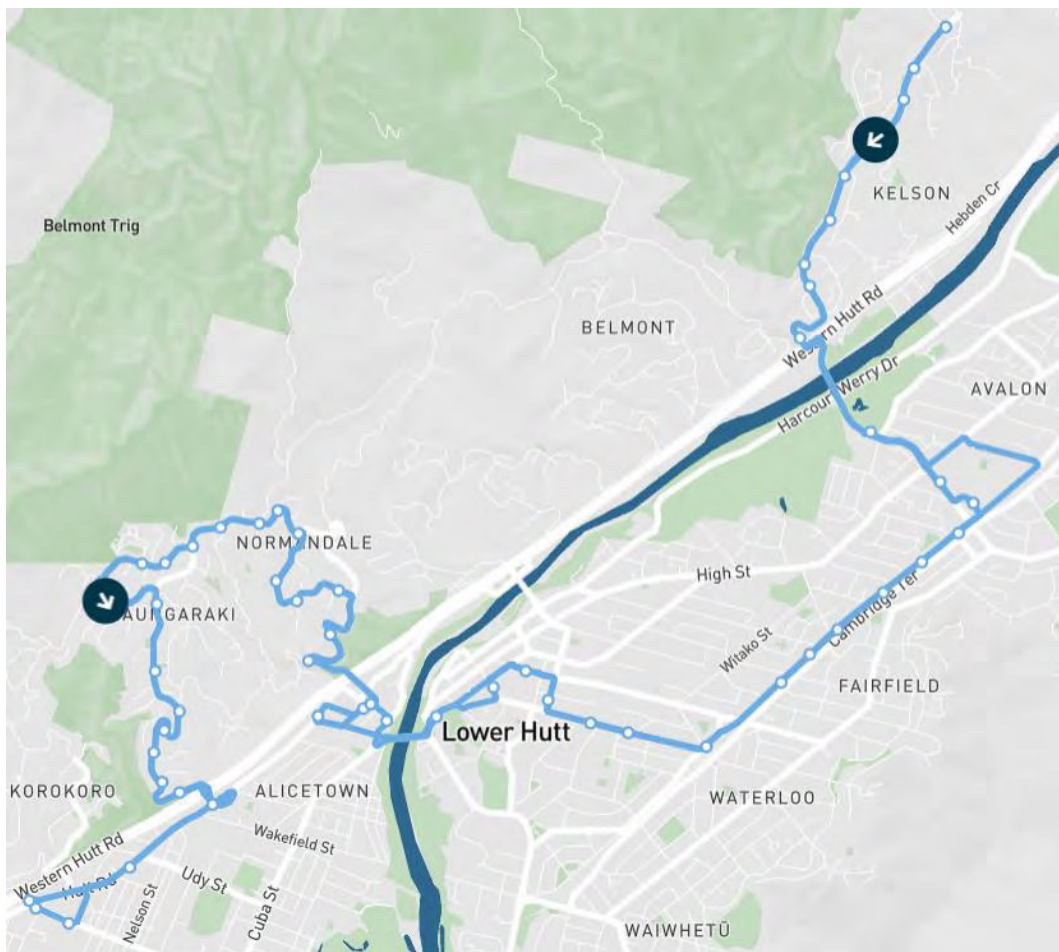 KELSON
Hebden Cr
Belmont Trig
Western Hutt Rd
BELMONT
Harcourt Werry Dr
AVALON
NORMANDALE
High St
Cambridge Ter
Witako St
FAIRFIELD
Lower Hutt
KOROKORO
ALICETOWN
WATERLOO
Wakefield St
Western Hutt Rd
Hutt Rd
Udy St
Nelson St
Cuba St
WAIWHETŪ